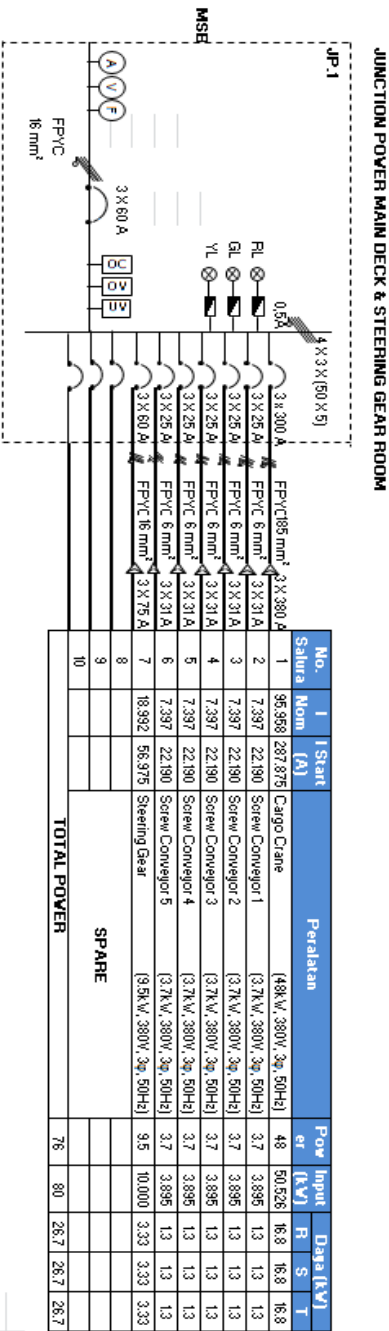 JUNCTION POWER MAIN DECK & STEERING GEAR ROOM
JP.1
MSB
A V F
FPYC
16 mm²
3 X 60 A
OC
OV
UV
RL
GL
YL
0,5A
4 X 3 X (50 X 5)
3 x 300 A FPYC185 mm² 3 X 380 A
3 X 25 A FPYC 6 mm² 3 X 31 A
3 X 25 A FPYC 6 mm² 3 X 31 A
3 X 25 A FPYC 6 mm² 3 X 31 A
3 X 25 A FPYC 6 mm² 3 X 31 A
3 X 25 A FPYC 6 mm² 3 X 31 A
3 X 60 A FPYC 16 mm² 3 X 75 A
No. Salura I Nom I Start (A) Peralatan Pow er Input (kW) Daya (kW)
R S T
1 95.958 287.875 Cargo Crane (48kW, 380V, 3φ, 50Hz) 48 50.526 16.8 16.8 16.8
2 7.397 22.190 Screw Conveyor 1 (3.7kW, 380V, 3φ, 50Hz) 3.7 3.895 1.3 1.3 1.3
3 7.397 22.190 Screw Conveyor 2 (3.7kW, 380V, 3φ, 50Hz) 3.7 3.895 1.3 1.3 1.3
4 7.397 22.190 Screw Conveyor 3 (3.7kW, 380V, 3φ, 50Hz) 3.7 3.895 1.3 1.3 1.3
5 7.397 22.190 Screw Conveyor 4 (3.7kW, 380V, 3φ, 50Hz) 3.7 3.895 1.3 1.3 1.3
6 7.397 22.190 Screw Conveyor 5 (3.7kW, 380V, 3φ, 50Hz) 3.7 3.895 1.3 1.3 1.3
7 18.992 56.975 Steering Gear (9.5kW, 380V, 3φ, 50Hz) 9.5 10.000 3.33 3.33 3.33
8
9 SPARE
10
TOTAL POWER 76 80 26.7 26.7 26.7